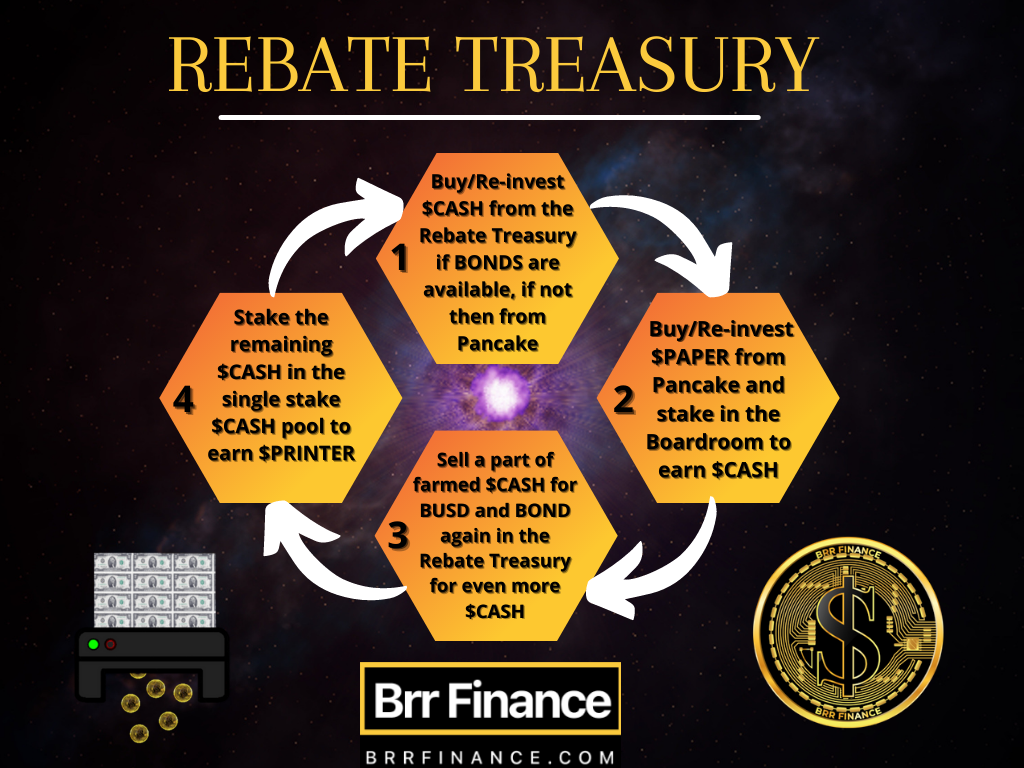 REBATE TREASURY
Buy/Re-invest
$CASH from the
Rebate Treasury
if BONDS are
available, if not
then from
Pancake
1
Buy/Re-invest
$PAPER from
Pancake and
stake in the
Boardroom to
earn $CASH
2
Sell a part of
farmed $CASH for
BUSD and BOND
again in the
Rebate Treasury
for even more
$CASH
3
Stake the
remaining
$CASH in the
single stake
$CASH pool to
earn $PRINTER
4
BRR FINANCE
$
BRR FINANCE
Brr Finance
BRRFINANCE.COM